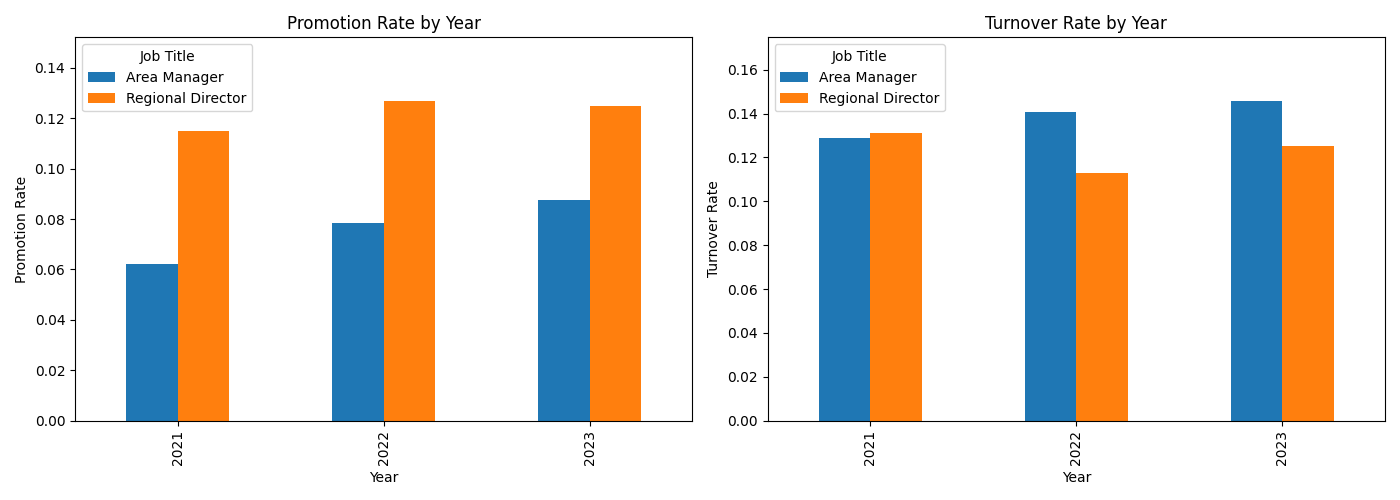 Promotion Rate by Year
Job Title
Area Manager
Regional Director
Promotion Rate
0.14
0.12
0.10
0.08
0.06
0.04
0.02
0.00
2021
2022
2023
Year
Turnover Rate by Year
Job Title
Area Manager
Regional Director
Turnover Rate
0.16
0.14
0.12
0.10
0.08
0.06
0.04
0.02
0.00
2021
2022
2023
Year